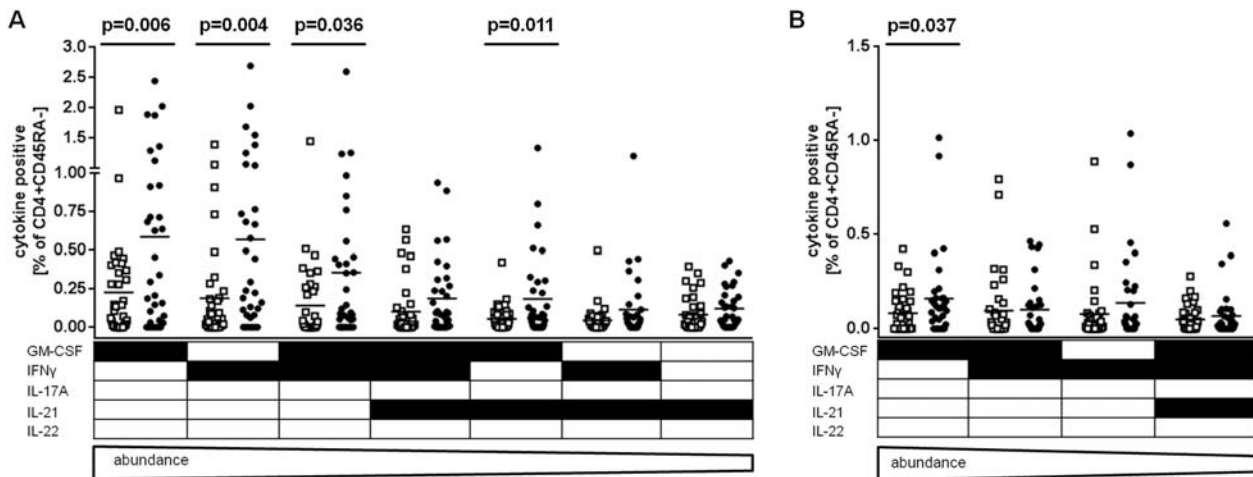 A
p=0.006 p=0.004 p=0.036 p=0.011
3.0
2.5
2.0
1.5
1.00
0.75
0.50
0.25
0.00
cytokine positive
[% of CD4+CD45RA-]
GM-CSF
IFNγ
IL-17A
IL-21
IL-22
abundance
B
p=0.037
1.5
1.0
0.5
0.0
cytokine positive
[% of CD4+CD45RA-]
GM-CSF
IFNγ
IL-17A
IL-21
IL-22
abundance